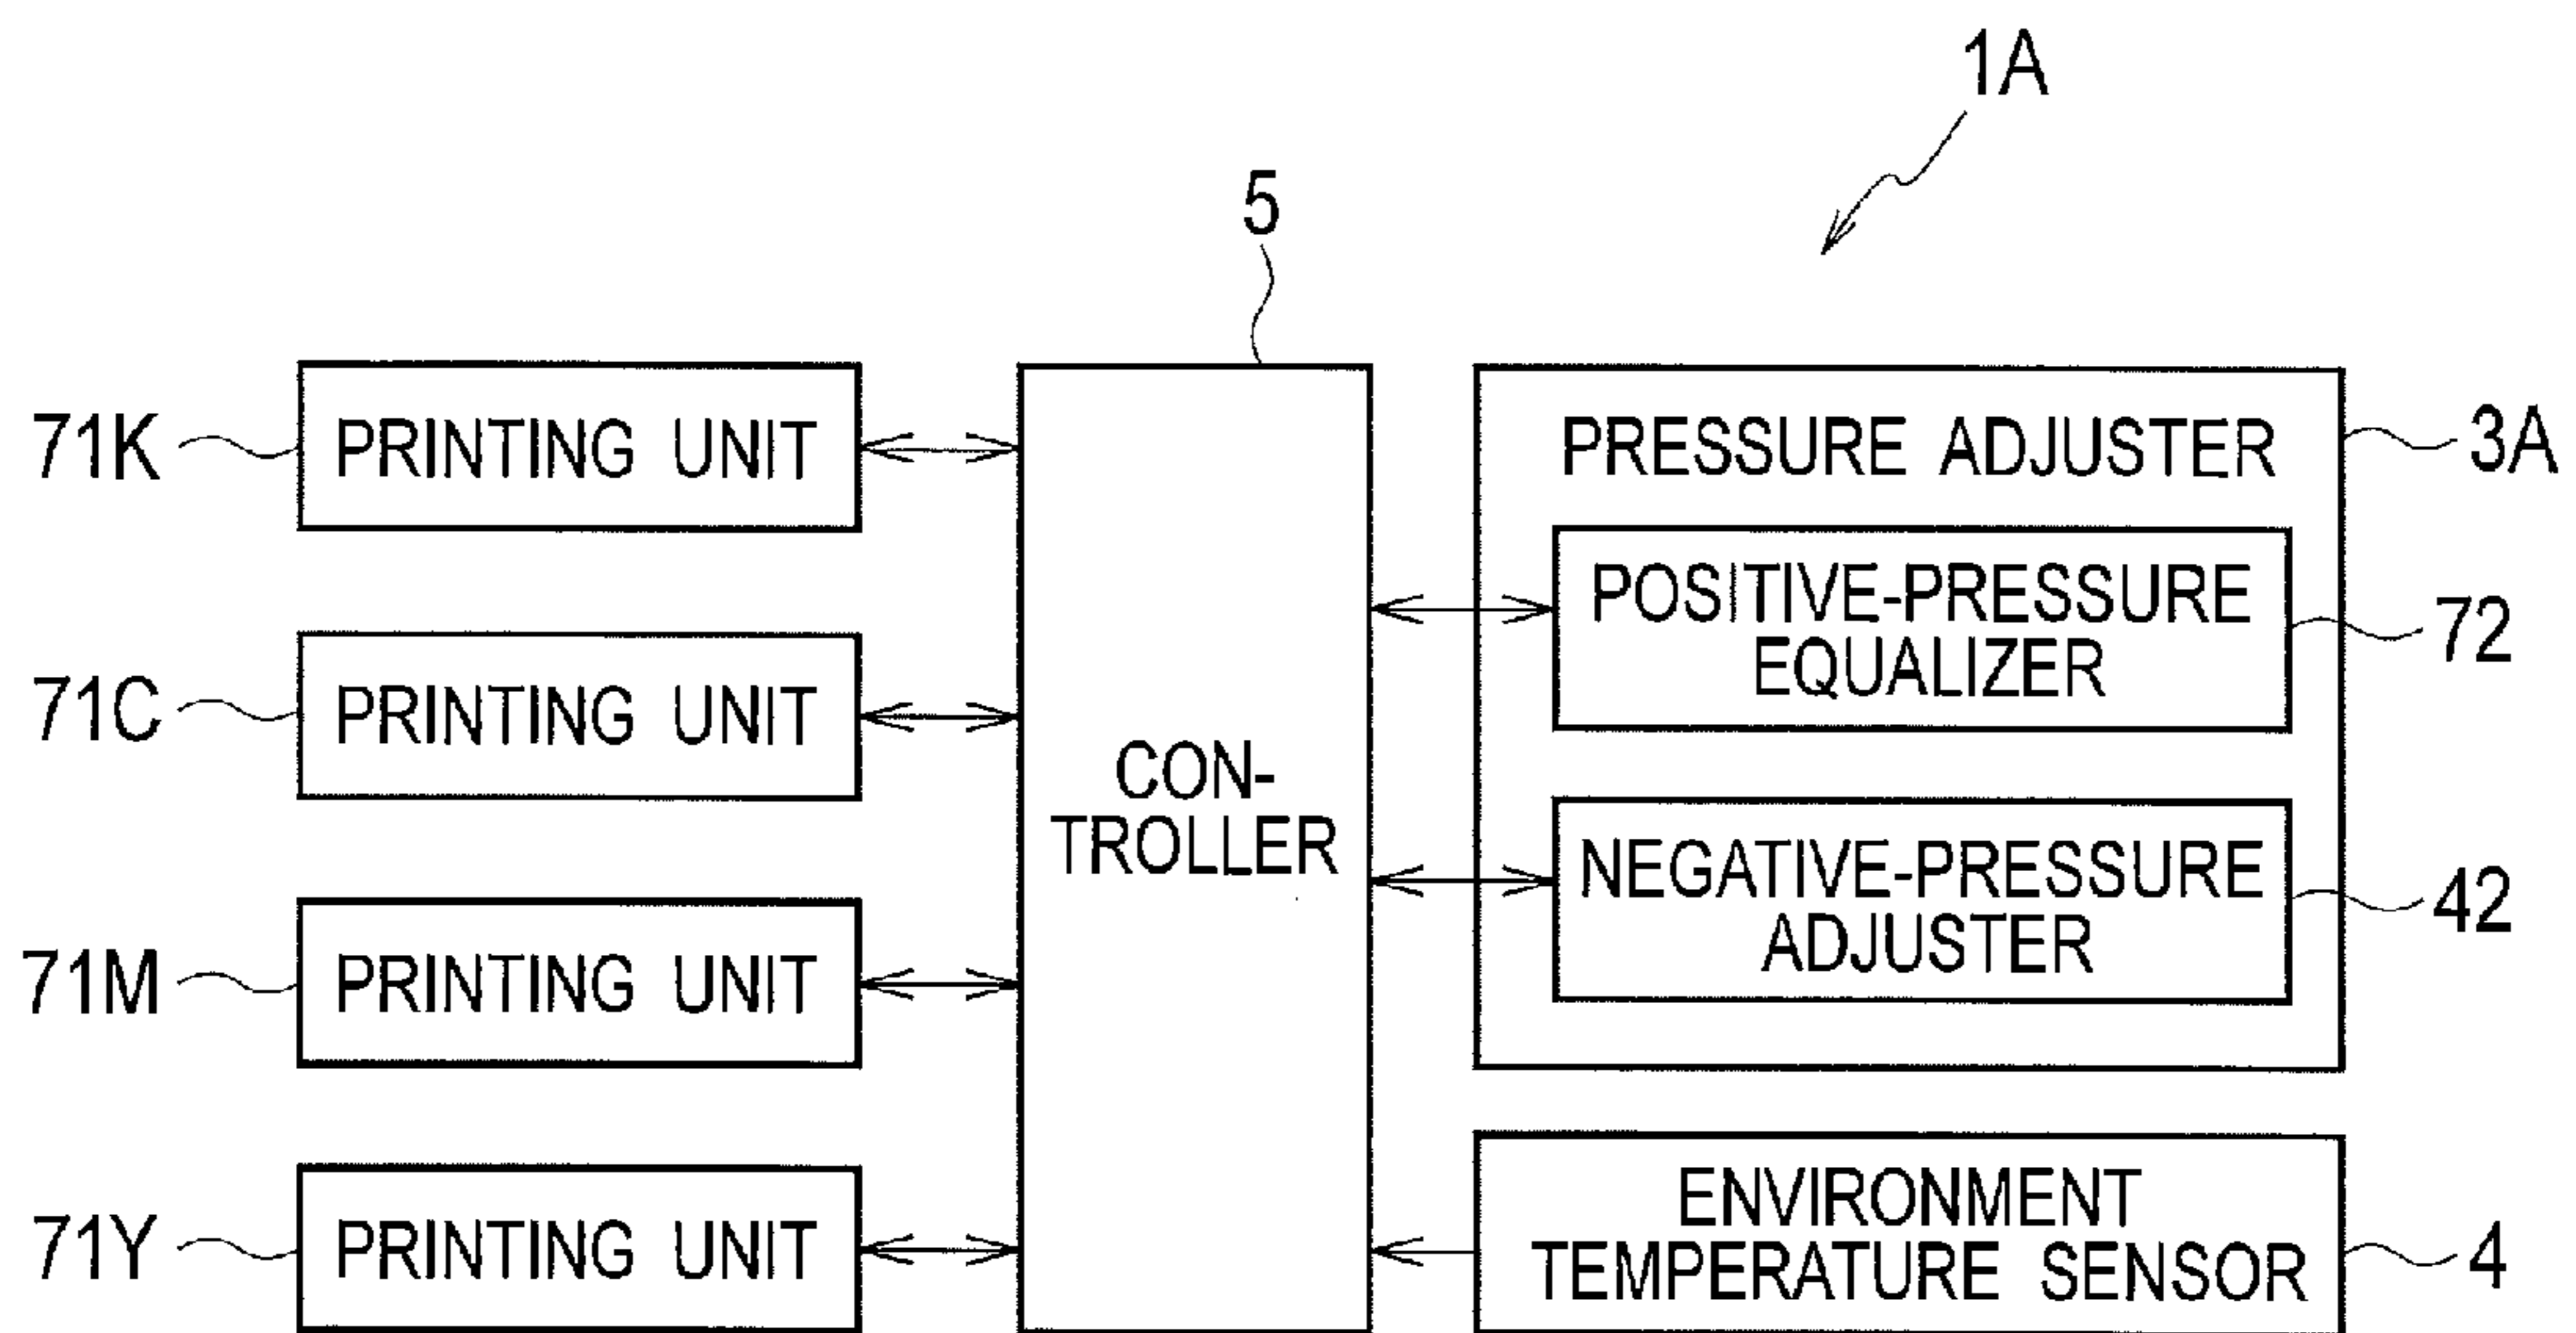 1A
5
71K
PRINTING UNIT
71C
PRINTING UNIT
71M
PRINTING UNIT
71Y
PRINTING UNIT
CON-
TROLLER
PRESSURE ADJUSTER
3A
POSITIVE-PRESSURE
EQUALIZER
72
NEGATIVE-PRESSURE
ADJUSTER
42
ENVIRONMENT
TEMPERATURE SENSOR
4